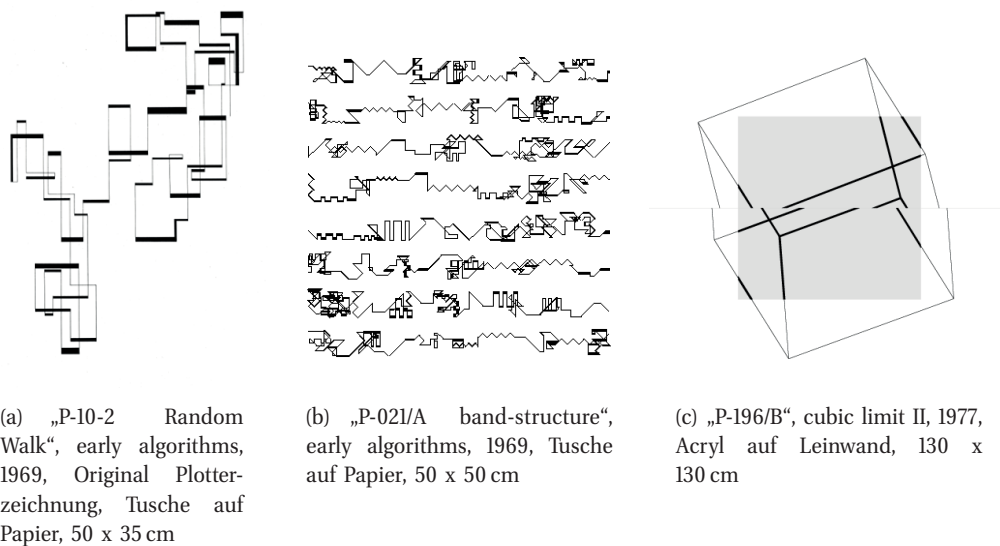 (a) „P-10-2 Random
Walk“, early algorithms,
1969, Original Plotter-
zeichnung, Tusche auf
Papier, 50 x 35 cm
(b) „P-021/A band-structure“,
early algorithms, 1969, Tusche
auf Papier, 50 x 50 cm
(c) „P-196/B“, cubic limit II, 1977,
Acryl auf Leinwand, 130 x
130 cm